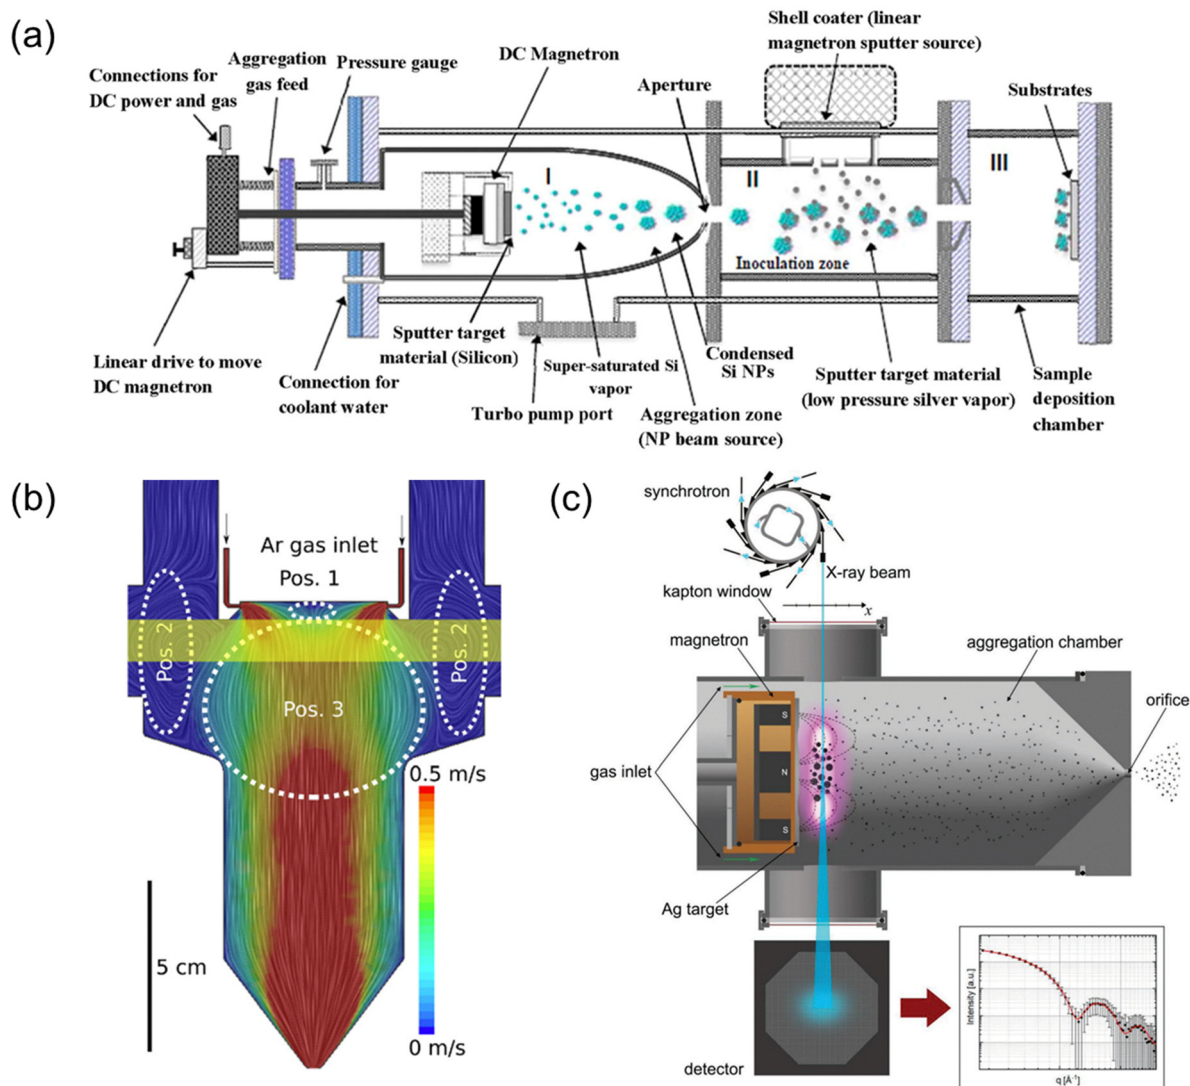 (a)
Connections for
DC power and gas
Aggregation
gas feed
Pressure gauge
DC Magnetron
Aperture
Shell coater (linear
magnetron sputter source)
Substrates
I
II
III
Inoculation zone
Linear drive to move
DC magnetron
Connection for
coolant water
Sputter target
material (Silicon)
Turbo pump port
Super-saturated Si
vapor
Aggregation zone
(NP beam source)
Condensed
Si NPs
Sputter target material
(low pressure silver vapor)
Sample
deposition
chamber
(b)
Ar gas inlet
Pos. 1
Pos. 2
Pos. 2
Pos. 3
0.5 m/s
0 m/s
5 cm
(c)
synchrotron
X-ray beam
kapton window
x
magnetron
aggregation chamber
orifice
gas inlet
S
N
S
Ag target
detector
Intensity [a.u.]
q [Å⁻¹]